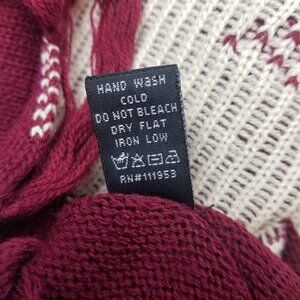 HAND WASH
COLD
DO NOT BLEACH
DRY FLAT
IRON LOW
RN#111953